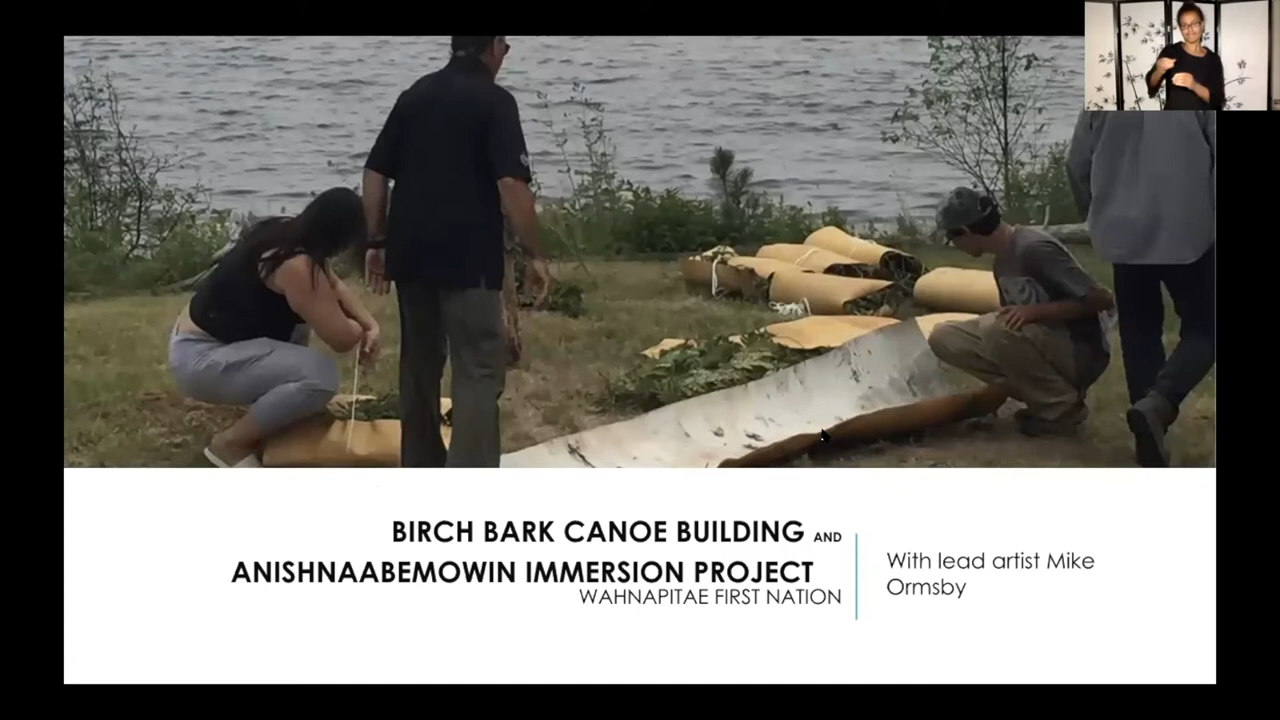 BIRCH BARK CANOE BUILDING AND
ANISHNAABEMOWIN IMMERSION PROJECT
WAHNAPITAE FIRST NATION
With lead artist Mike
Ormsby